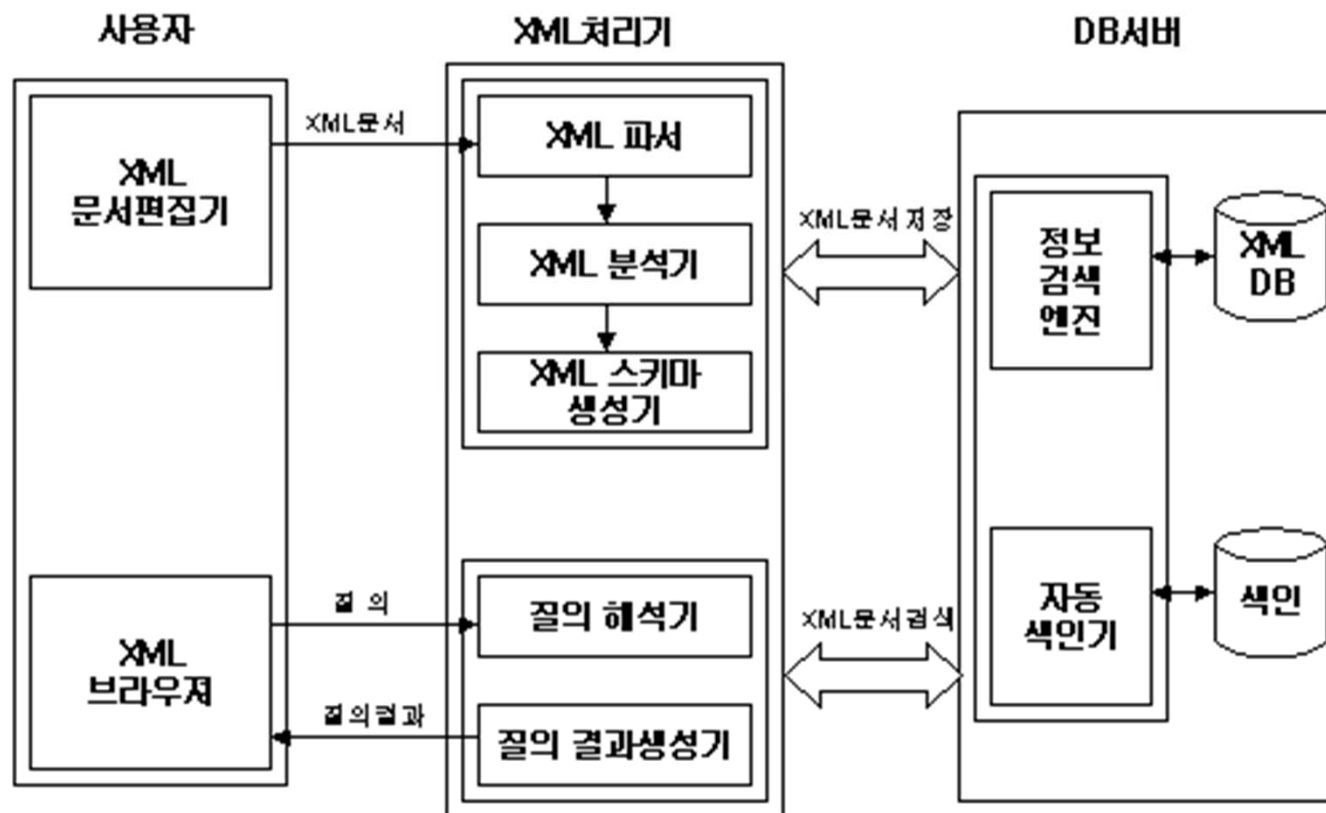 사용자
XML처리기
DB서버
XML
문서편집기
XML문서
XML 파서
XML 분석기
XML 스키마
생성기
XML문서저장
정보
검색
엔진
XML
DB
XML
브라우져
질의
질의결과
질의 해석기
질의 결과생성기
XML문서검색
자동
색인기
색인